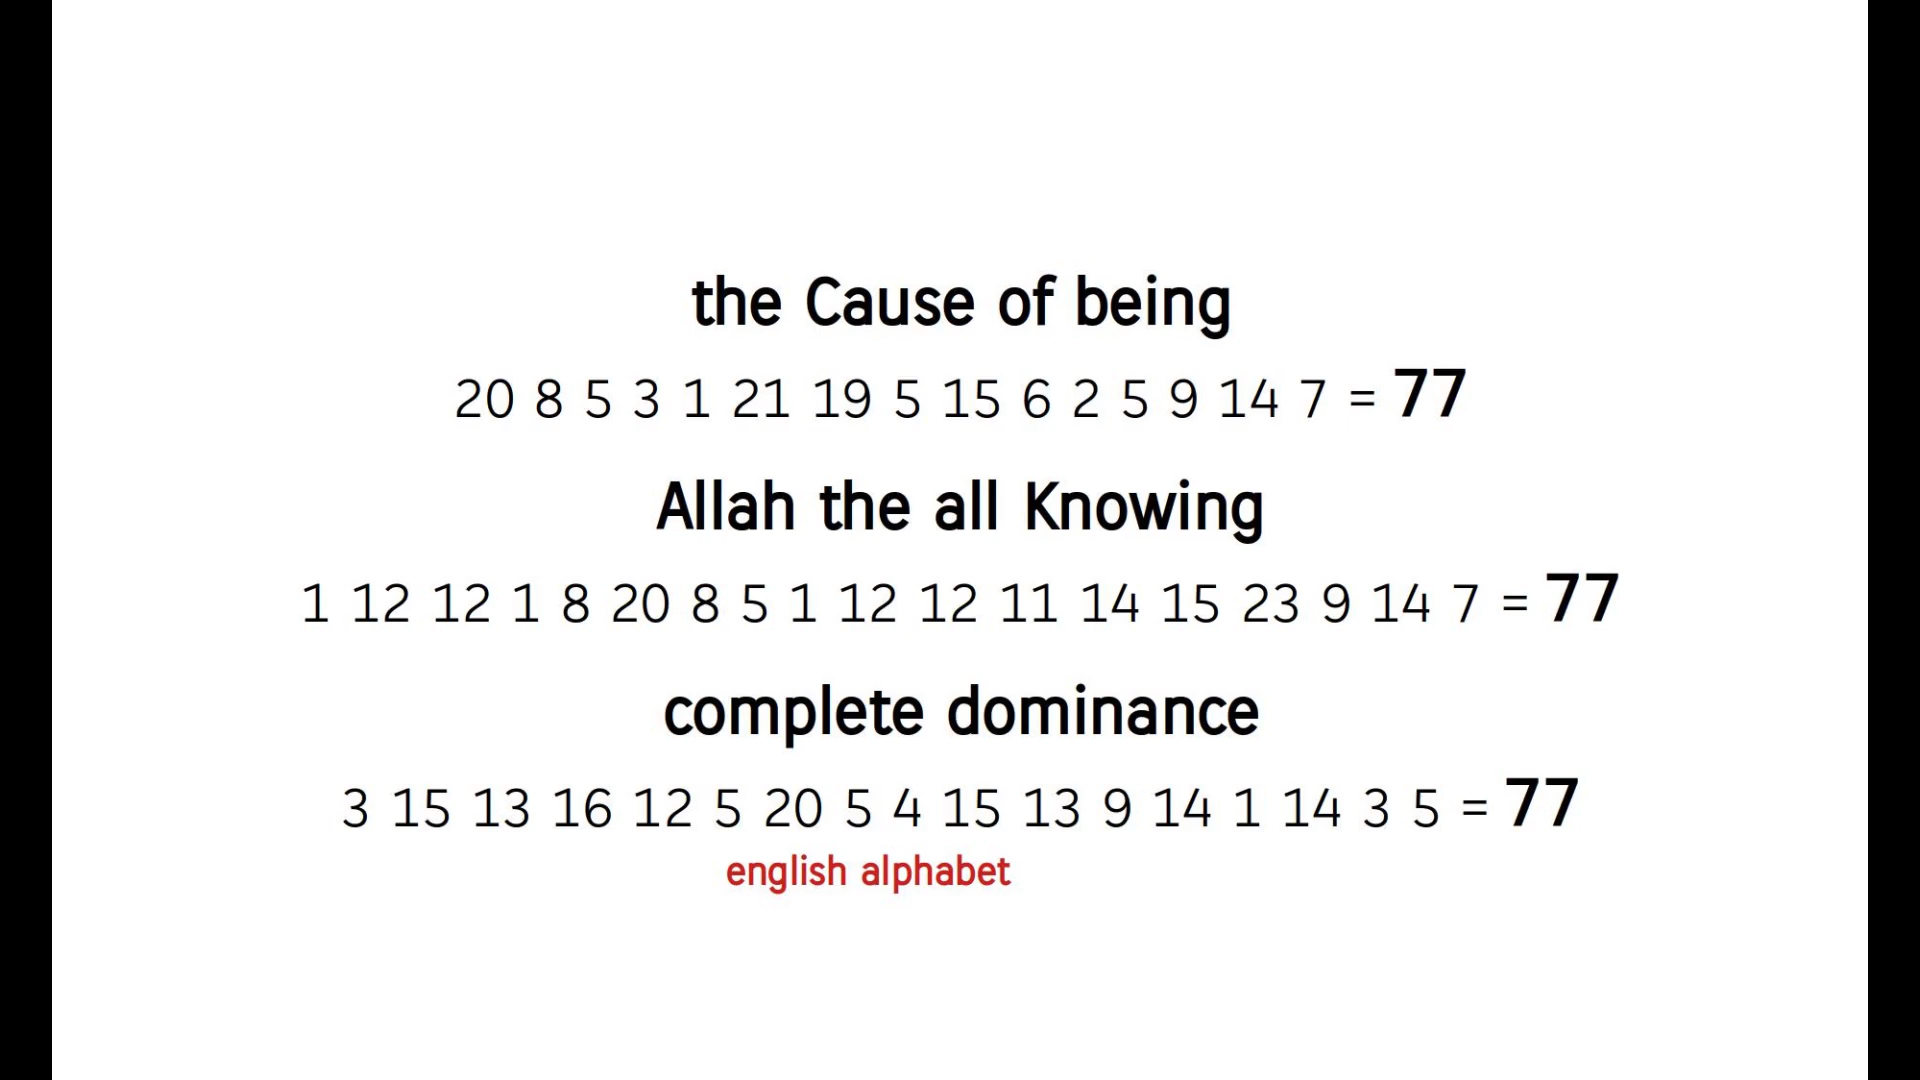 the Cause of being
20 8 5 3 1 21 19 5 15 6 2 5 9 14 7 = 77
Allah the all Knowing
1 12 12 1 8 20 8 5 1 12 12 11 14 15 23 9 14 7 = 77
complete dominance
3 15 13 16 12 5 20 5 4 15 13 9 14 1 14 3 5 = 77
english alphabet